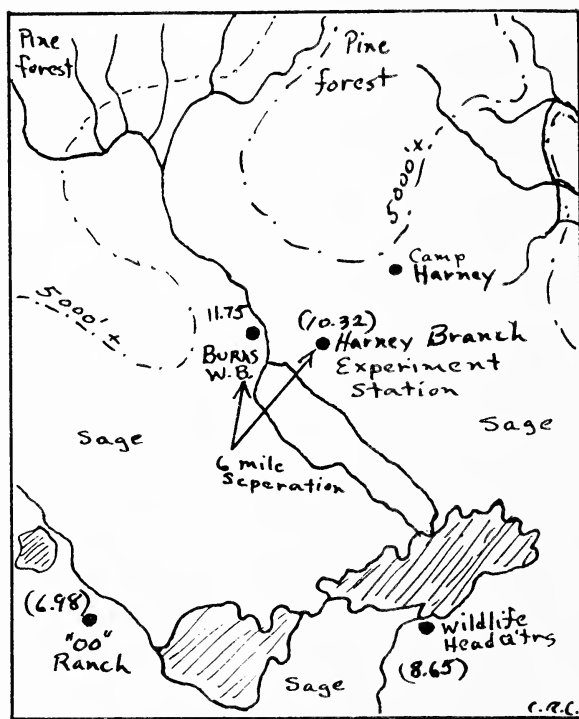 Pine
forest
Pine
forest
5000'±
Camp
Harney
5000'±
11.75
BURNS
W.B.
(10.32)
Harney Branch
Experiment
Station
Sage
Sage
6 mile
Seperation
(6.98)
"OO"
Ranch
Wildlife
Headq'trs
(8.65)
Sage
C.R.C.